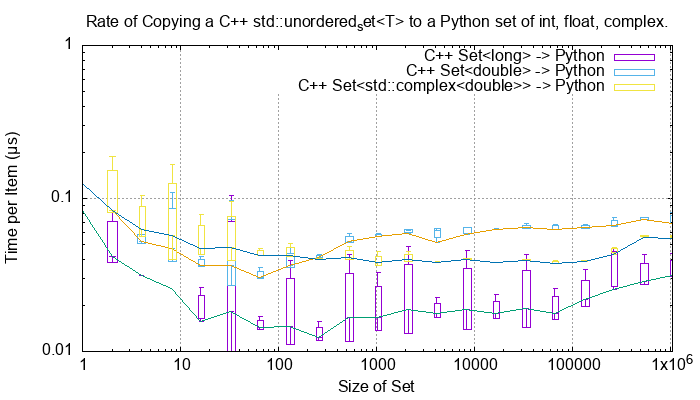 Rate of Copying a C++ std::unordered_set<T> to a Python set of int, float, complex.
C++ Set<long> -> Python
C++ Set<double> -> Python
C++ Set<std::complex<double>> -> Python
1
0.1
0.01
Time per Item (µs)
1 10 100 1000 10000 100000 1x10⁶
Size of Set